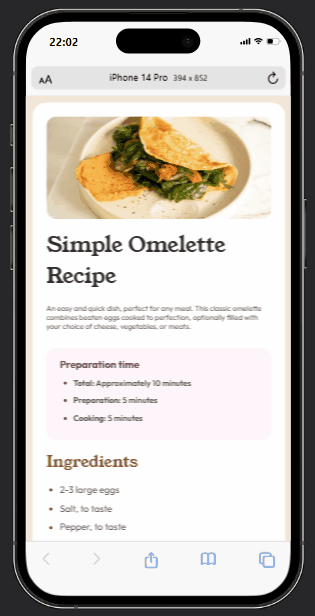 22:02
AA iPhone 14 Pro 394 x 852
Simple Omelette
Recipe
An easy and quick dish, perfect for any meal. This classic omelette
combines beaten eggs cooked to perfection, optionally filled with
your choice of cheese, vegetables, or meats.
Preparation time
• Total: Approximately 10 minutes
• Preparation: 5 minutes
• Cooking: 5 minutes
Ingredients
• 2-3 large eggs
• Salt, to taste
• Pepper, to taste